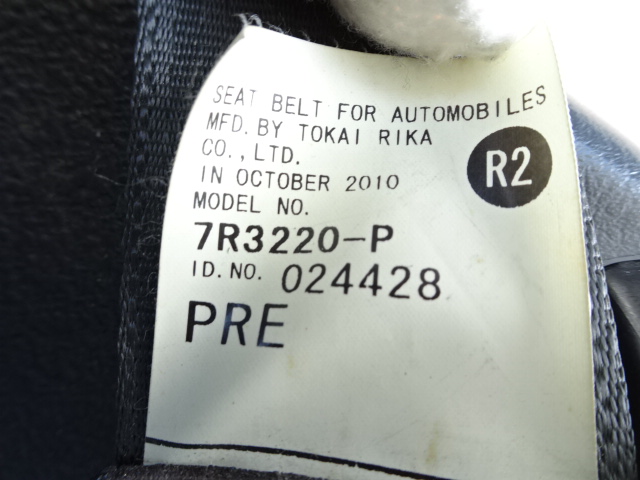 SEAT BELT FOR AUTOMOBILES
MFD. BY TOKAI RIKA
CO., LTD.
R2
IN OCTOBER 2010
MODEL NO.
7R3220-P
ID. NO. 024428
PRE